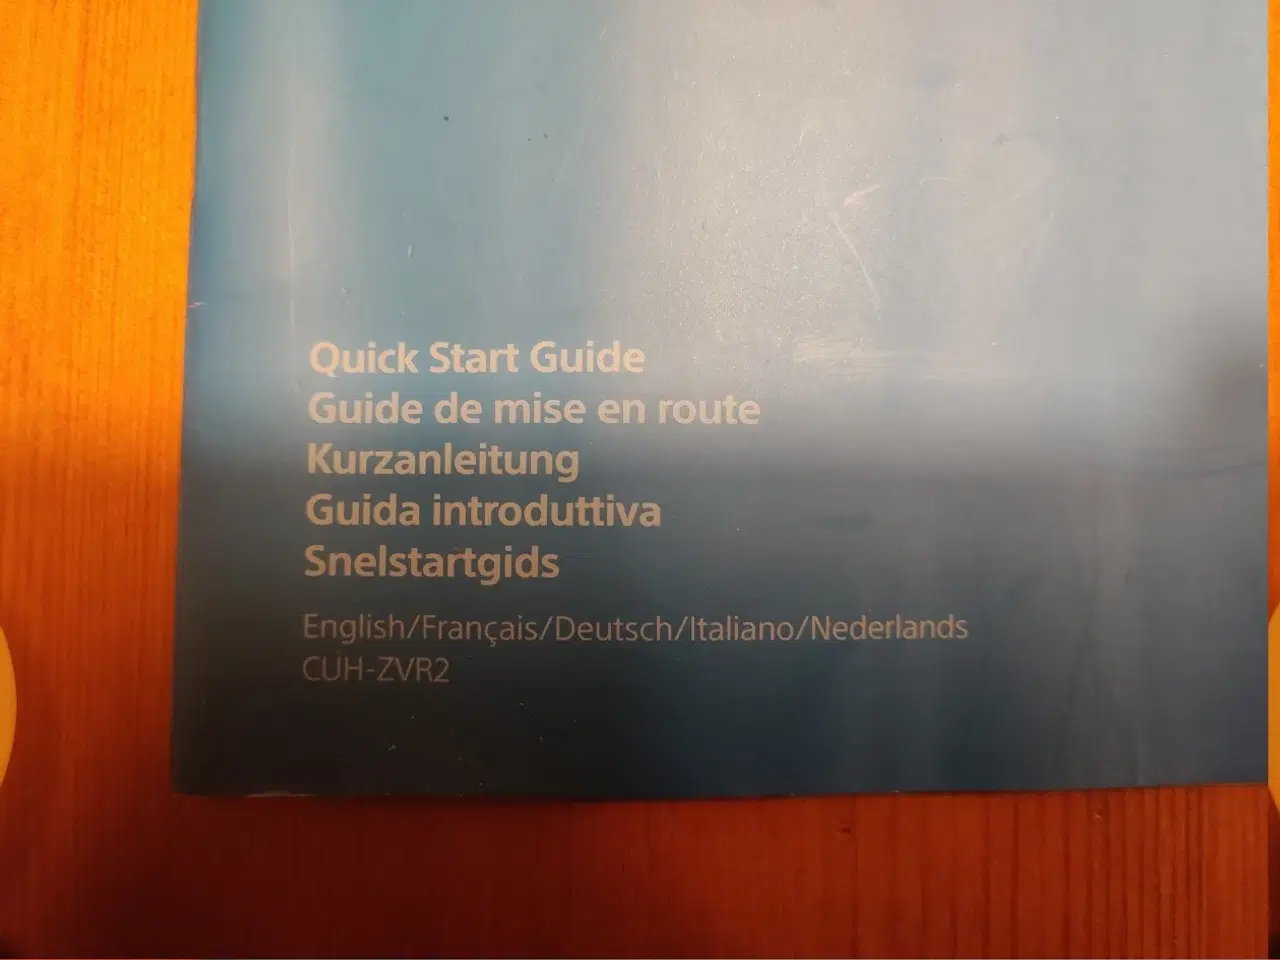 Quick Start Guide
Guide de mise en route
Kurzanleitung
Guida introduttiva
Snelstartgids
English/Français/Deutsch/Italiano/Nederlands
CUH-ZVR2